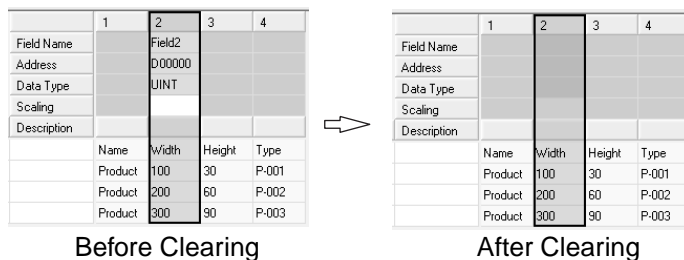 1 2 3 4
Field Name Field2
Address D00000
Data Type UINT
Scaling
Description
Name Width Height Type
Product 100 30 P-001
Product 200 60 P-002
Product 300 90 P-003
Before Clearing
1 2 3 4
Field Name
Address
Data Type
Scaling
Description
Name Width Height Type
Product 100 30 P-001
Product 200 60 P-002
Product 300 90 P-003
After Clearing